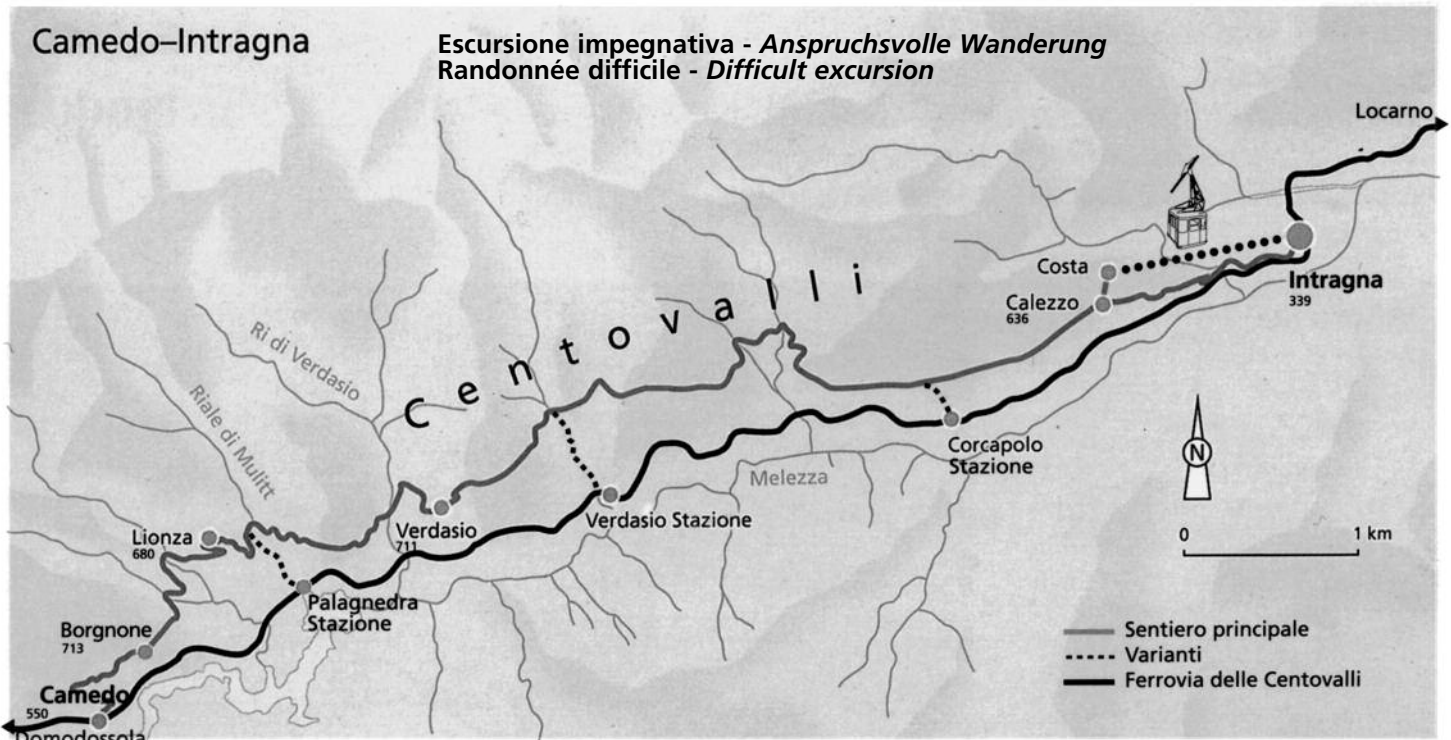 Camedo–Intragna
Escursione impegnativa - Anspruchsvolle Wanderung
Randonnée difficile - Difficult excursion
Locarno
Costa
Calezzo
636
Intragna
339
Centovalli
Ri di Verdasio
Riale di Mulitt
Corcapolo
Stazione
N
Melezza
Verdasio Stazione
Verdasio
711
0 1 km
Lionza
680
Palagnedra
Stazione
Borgnone
713
Sentiero principale
Varianti
Ferrovia delle Centovalli
Camedo
550
Domodossola